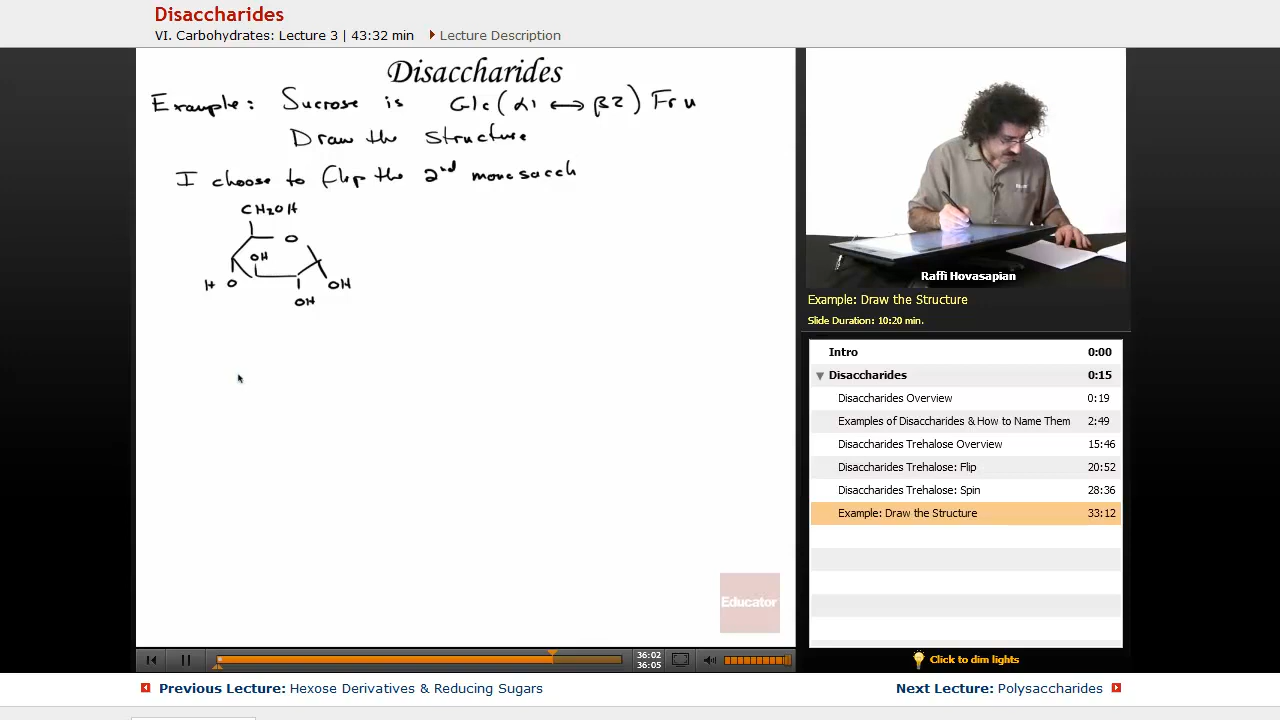 Disaccharides
VI. Carbohydrates: Lecture 3 | 43:32 min Lecture Description
Disaccharides
Example: Sucrose is Glc(α1 ↔ β2) Fru
Draw the structure
I choose to flip the 2nd monosacch
CH2OH
O
OH
H O OH
OH
Educator
Raffi Hovasapian
Example: Draw the Structure
Slide Duration: 10:20 min.
Intro 0:00
Disaccharides 0:15
Disaccharides Overview 0:19
Examples of Disaccharides & How to Name Them 2:49
Disaccharides Trehalose Overview 15:46
Disaccharides Trehalose: Flip 20:52
Disaccharides Trehalose: Spin 28:36
Example: Draw the Structure 33:12
36:02
36:05
Click to dim lights
Previous Lecture: Hexose Derivatives & Reducing Sugars
Next Lecture: Polysaccharides